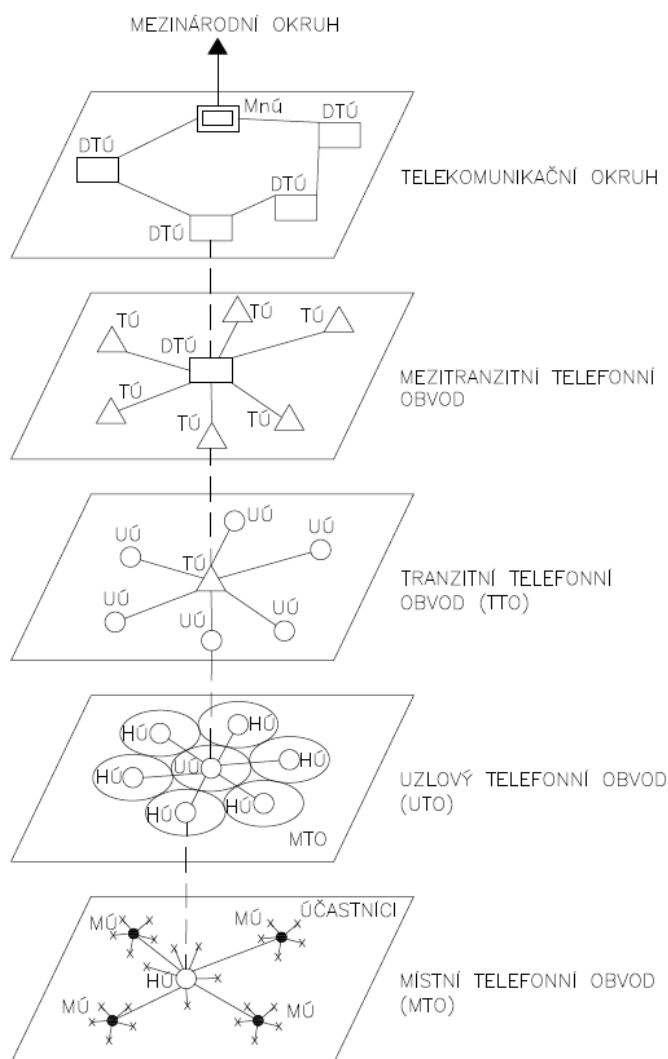 MEZINÁRODNÍ OKRUH
MnÚ
DTÚ
DTÚ
DTÚ
DTÚ
TELEKOMUNIKAČNÍ OKRUH
TÚ
TÚ
TÚ
DTÚ
TÚ
TÚ
TÚ
MEZITRANZITNÍ TELEFONNÍ
OBVOD
UÚ
UÚ
UÚ
TÚ
UÚ
UÚ
UÚ
TRANZITNÍ TELEFONNÍ
OBVOD (TTO)
HÚ
HÚ
HÚ
UÚ
HÚ
HÚ
HÚ
MTO
UZLOVÝ TELEFONNÍ OBVOD
(UTO)
ÚČASTNÍCI
MÚ
MÚ
HÚ
MÚ
MÚ
MÍSTNÍ TELEFONNÍ OBVOD
(MTO)